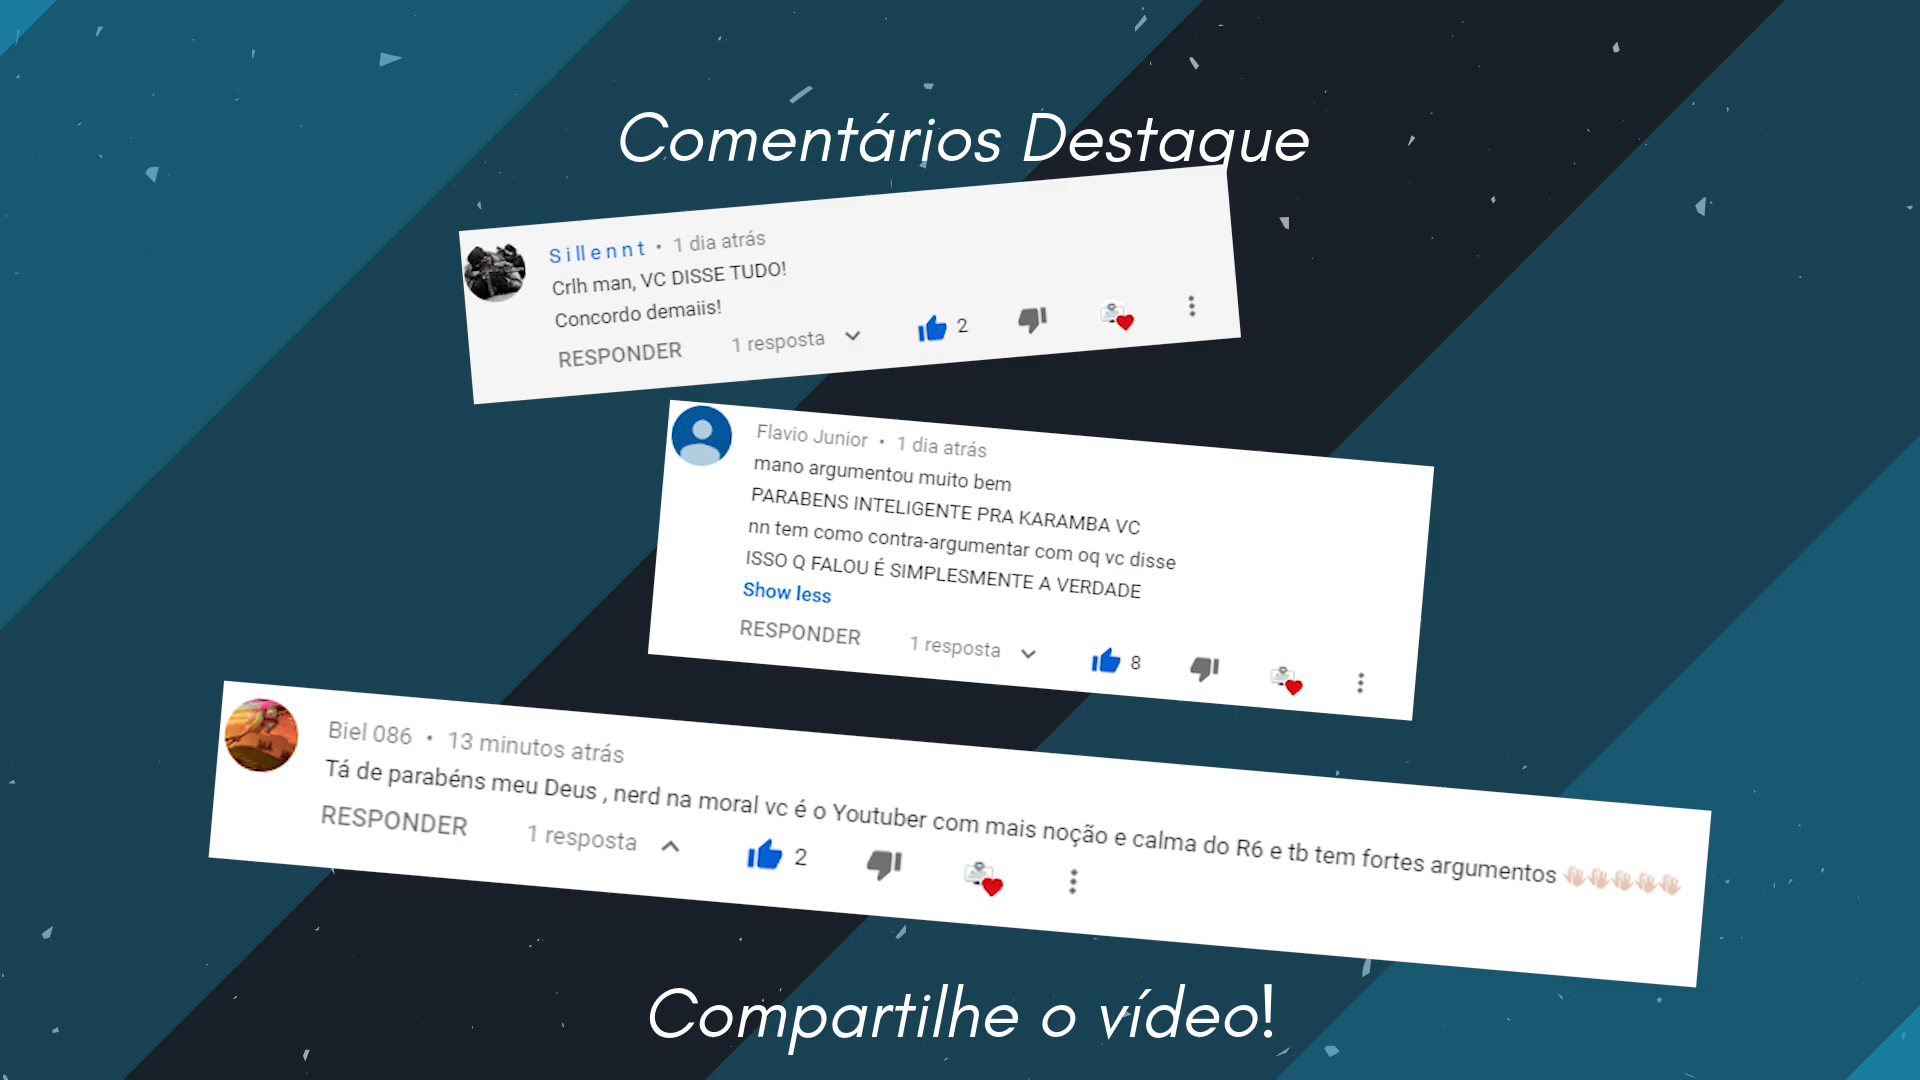 Comentários Destaque
Sillennt • 1 dia atrás
Crlh man, VC DISSE TUDO!
Concordo demaiis!
RESPONDER 1 resposta 2
Flavio Junior • 1 dia atrás
mano argumentou muito bem
PARABENS INTELIGENTE PRA KARAMBA VC
nn tem como contra-argumentar com oq vc disse
ISSO Q FALOU É SIMPLESMENTE A VERDADE
Show less
RESPONDER 1 resposta 8
Biel 086 • 13 minutos atrás
Tá de parabéns meu Deus , nerd na moral vc é o Youtuber com mais noção e calma do R6 e tb tem fortes argumentos 👋🏻👋🏻👋🏻👋🏻👋🏻
RESPONDER 1 resposta 2
Compartilhe o vídeo!